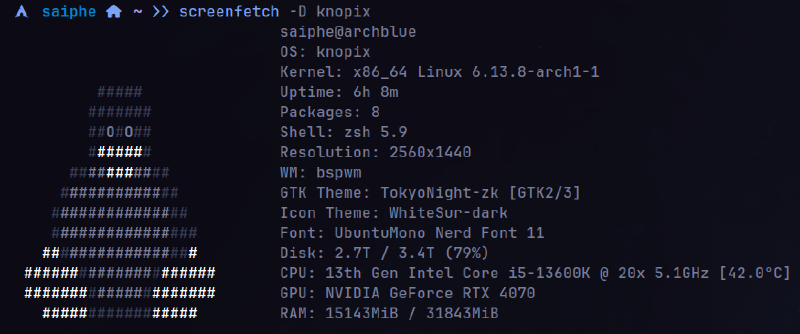 saiphe ~ >> screenfetch -D knopix
saiphe@archblue
OS: knopix
Kernel: x86_64 Linux 6.13.8-arch1-1
##### Uptime: 6h 8m
####### Packages: 8
##O#O## Shell: zsh 5.9
####### Resolution: 2560x1440
########### WM: bspwm
############# GTK Theme: TokyoNight-zk [GTK2/3]
############### Icon Theme: WhiteSur-dark
################ Font: UbuntuMono Nerd Font 11
################# Disk: 2.7T / 3.4T (79%)
##################### CPU: 13th Gen Intel Core i5-13600K @ 20x 5.1GHz [42.0°C]
##################### GPU: NVIDIA GeForce RTX 4070
################# RAM: 15143MiB / 31843MiB